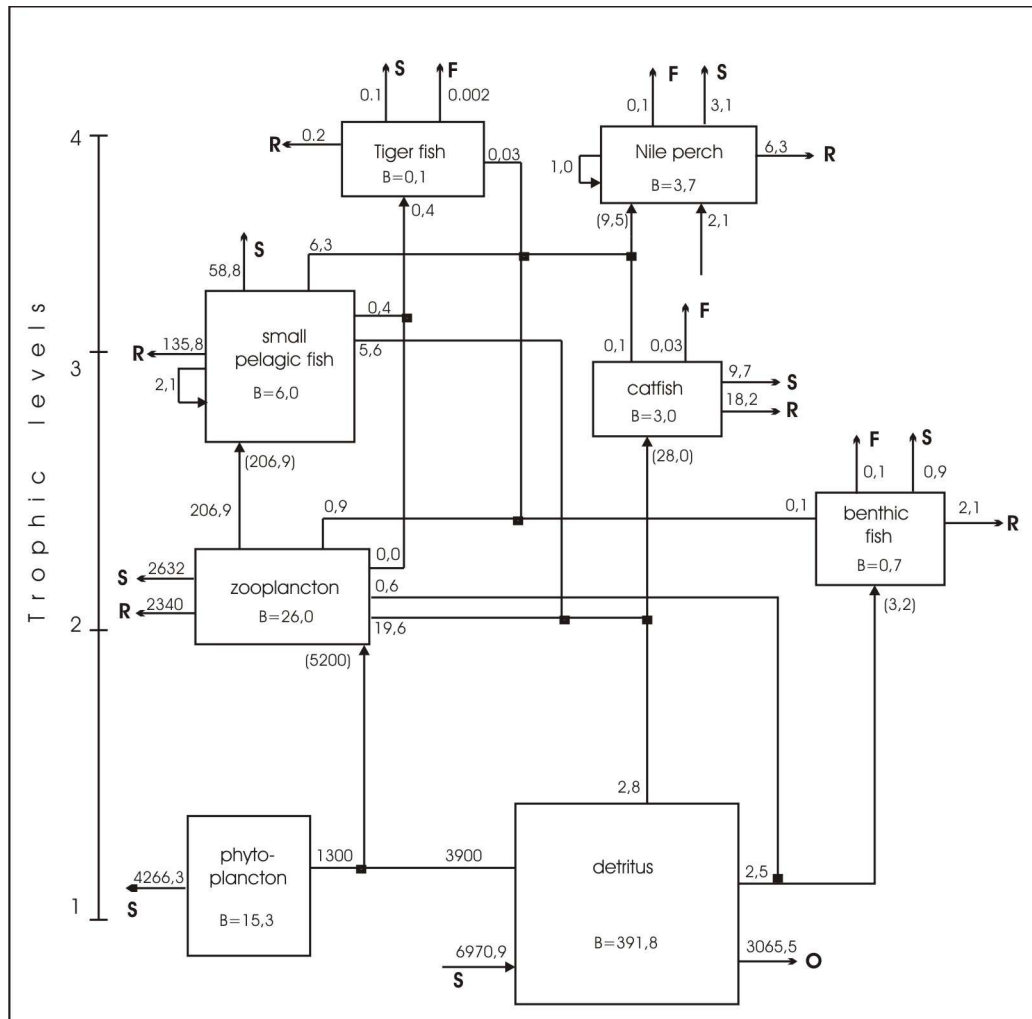 S
F
0.1
0.002
F
S
0,1
3,1
4
R
0.2
Tiger fish
B=0,1
0,03
0,4
1,0
Nile perch
B=3,7
6,3
R
(9,5)
2,1
S
58,8
6,3
small
pelagic fish
B=6,0
0,4
5,6
R
135,8
2,1
(206,9)
3
F
0,1
0,03
catfish
B=3,0
9,7
S
18,2
R
(28,0)
F
S
0,1
0,9
0,1
benthic
fish
B=0,7
2,1
R
(3,2)
Trophic levels
206,9
0,9
S
2632
R
2340
zooplancton
B=26,0
0,0
0,6
19,6
2
(5200)
2,8
phyto-
plancton
B=15,3
1300
3900
4266,3
S
1
detritus
B=391,8
2,5
6970,9
S
3065,5
O